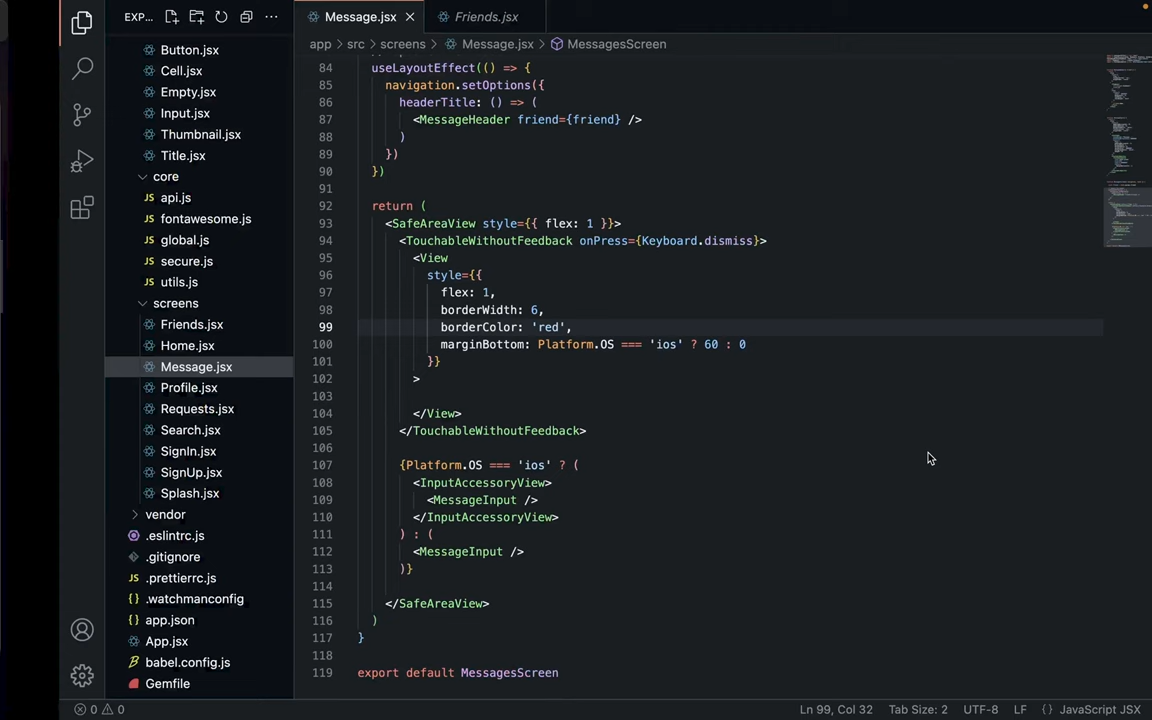 EXP...
Button.jsx
Cell.jsx
Empty.jsx
Input.jsx
Thumbnail.jsx
Title.jsx
core
JS api.js
JS fontawesome.js
JS global.js
JS secure.js
JS utils.js
screens
Friends.jsx
Home.jsx
Message.jsx
Profile.jsx
Requests.jsx
Search.jsx
SignIn.jsx
SignUp.jsx
Splash.jsx
vendor
.eslintrc.js
.gitignore
JS .prettierrc.js
{} .watchmanconfig
{} app.json
App.jsx
babel.config.js
Gemfile
Message.jsx
Friends.jsx
app > src > screens > Message.jsx > MessagesScreen
84 useLayoutEffect(() => {
85 navigation.setOptions({
86 headerTitle: () => (
87 <MessageHeader friend={friend} />
88 )
89 })
90 })
91
92 return (
93 <SafeAreaView style={{ flex: 1 }}>
94 <TouchableWithoutFeedback onPress={Keyboard.dismiss}>
95 <View
96 style={{
97 flex: 1,
98 borderWidth: 6,
99 borderColor: 'red',
100 marginBottom: Platform.OS === 'ios' ? 60 : 0
101 }}
102 >
103
104 </View>
105 </TouchableWithoutFeedback>
106
107 {Platform.OS === 'ios' ? (
108 <InputAccessoryView>
109 <MessageInput />
110 </InputAccessoryView>
111 ) : (
112 <MessageInput />
113 )}
114
115 </SafeAreaView>
116 )
117 }
118
119 export default MessagesScreen
0 0
Ln 99, Col 32 Tab Size: 2 UTF-8 LF {} JavaScript JSX